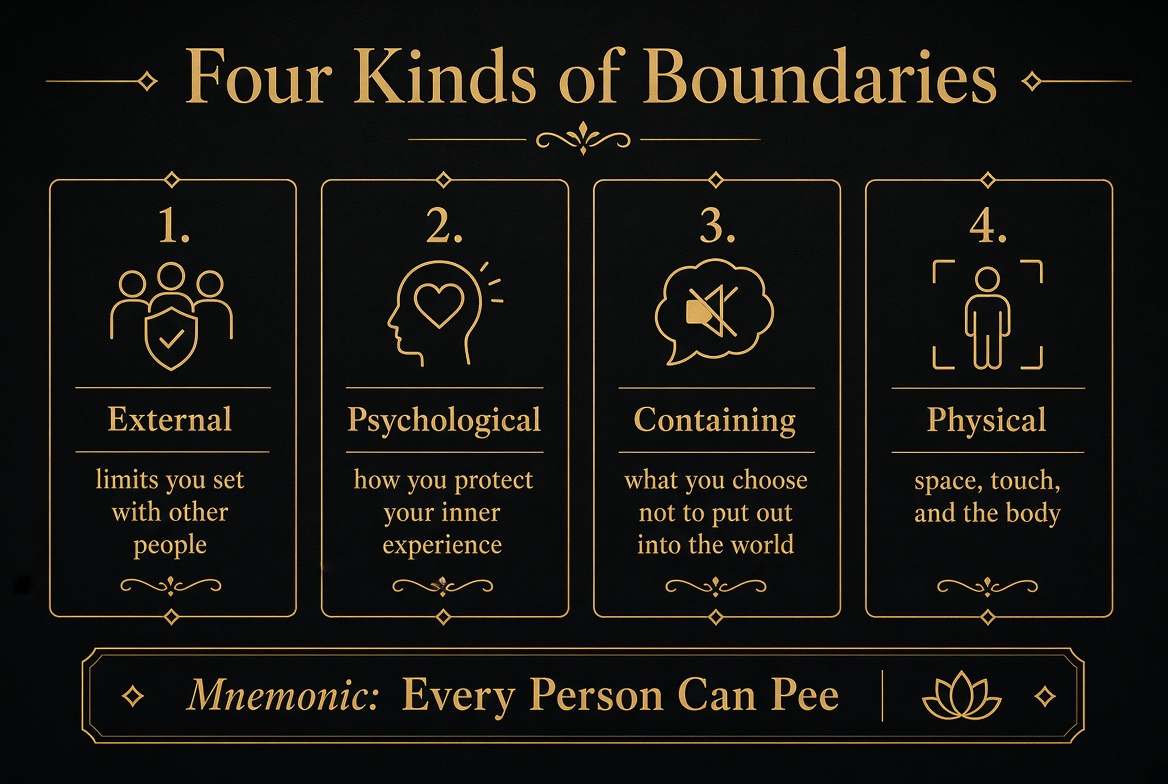 Four Kinds of Boundaries
1.
External
limits you set
with other
people
2.
Psychological
how you protect
your inner
experience
3.
Containing
what you choose
not to put out
into the world
4.
Physical
space, touch,
and the body
Mnemonic: Every Person Can Pee